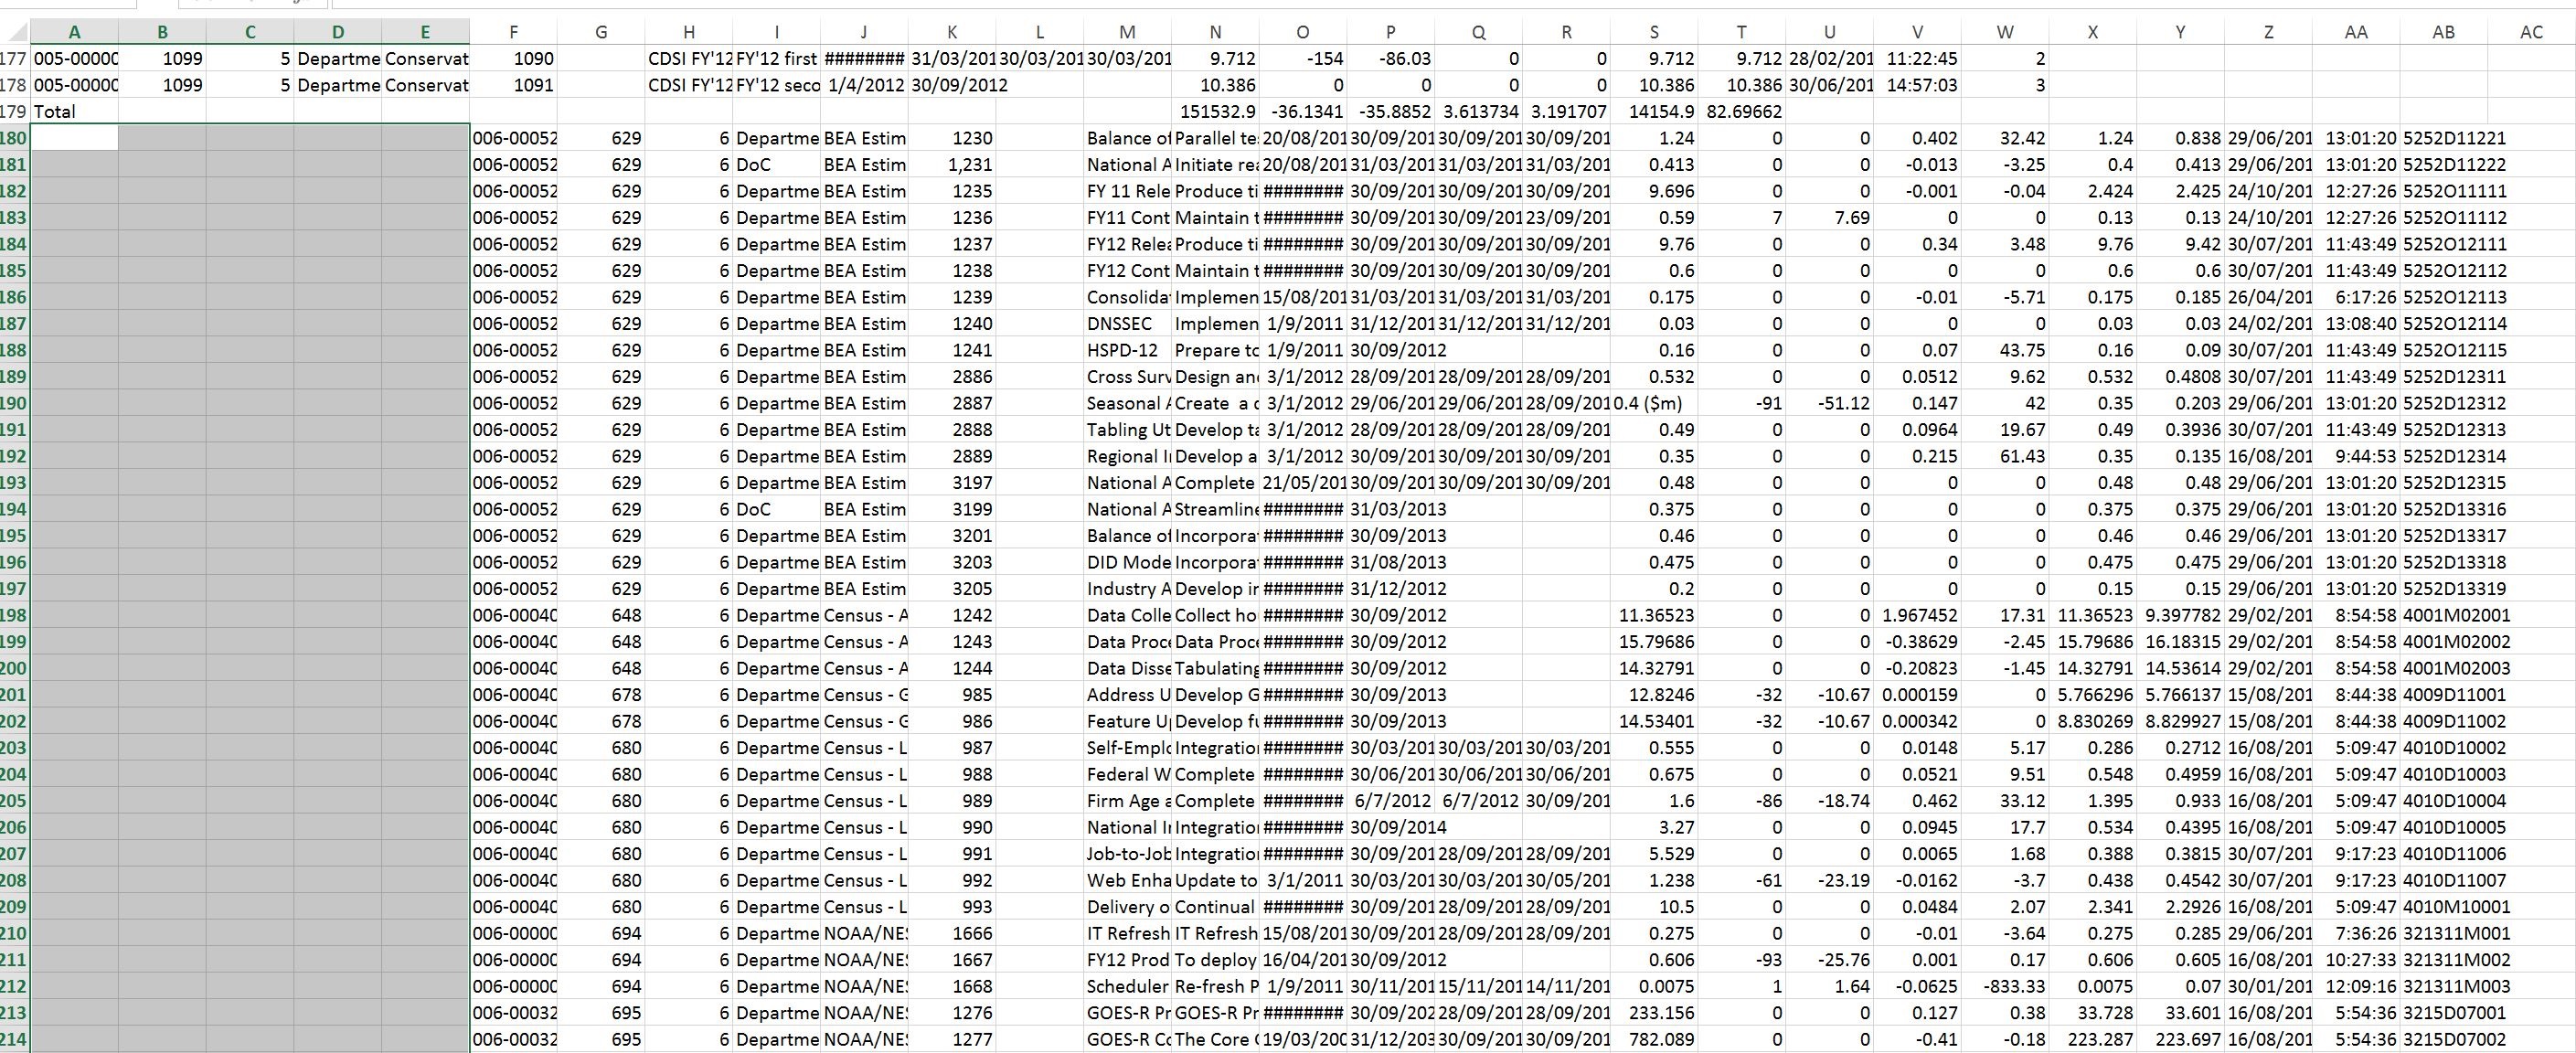 A B C D E F G H I J K L M N O P Q R S T U V W X Y Z AA AB AC
177 005-00000 1099 5 Departme Conservat 1090 CDSI FY'12 FY'12 first ######## 31/03/201 30/03/201 30/03/201 9.712 -154 -86.03 0 0 9.712 9.712 28/02/201 11:22:45 2
178 005-00000 1099 5 Departme Conservat 1091 CDSI FY'12 FY'12 seco 1/4/2012 30/09/2012 10.386 0 0 0 0 10.386 10.386 30/06/201 14:57:03 3
179 Total 151532.9 -36.1341 -35.8852 3.613734 3.191707 14154.9 82.69662
180 006-00052 629 6 Departme BEA Estim 1230 Balance of Parallel te 20/08/201 30/09/201 30/09/201 30/09/201 1.24 0 0 0.402 32.42 1.24 0.838 29/06/201 13:01:20 5252D11221
181 006-00052 629 6 DoC BEA Estim 1,231 National A Initiate rea 20/08/201 31/03/201 31/03/201 31/03/201 0.413 0 0 -0.013 -3.25 0.4 0.413 29/06/201 13:01:20 5252D11222
182 006-00052 629 6 Departme BEA Estim 1235 FY 11 Rele Produce ti ######## 30/09/201 30/09/201 30/09/201 9.696 0 0 -0.001 -0.04 2.424 2.425 24/10/201 12:27:26 5252O11111
183 006-00052 629 6 Departme BEA Estim 1236 FY11 Cont Maintain t ######## 30/09/201 30/09/201 23/09/201 0.59 7 7.69 0 0 0.13 0.13 24/10/201 12:27:26 5252O11112
184 006-00052 629 6 Departme BEA Estim 1237 FY12 Relea Produce ti ######## 30/09/201 30/09/201 30/09/201 9.76 0 0 0.34 3.48 9.76 9.42 30/07/201 11:43:49 5252O12111
185 006-00052 629 6 Departme BEA Estim 1238 FY12 Cont Maintain t ######## 30/09/201 30/09/201 30/09/201 0.6 0 0 0 0 0.6 0.6 30/07/201 11:43:49 5252O12112
186 006-00052 629 6 Departme BEA Estim 1239 Consolidat Implemen 15/08/201 31/03/201 31/03/201 31/03/201 0.175 0 0 -0.01 -5.71 0.175 0.185 26/04/201 6:17:26 5252O12113
187 006-00052 629 6 Departme BEA Estim 1240 DNSSEC Implemen 1/9/2011 31/12/201 31/12/201 31/12/201 0.03 0 0 0 0 0.03 0.03 24/02/201 13:08:40 5252O12114
188 006-00052 629 6 Departme BEA Estim 1241 HSPD-12 Prepare to 1/9/2011 30/09/2012 0.16 0 0 0.07 43.75 0.16 0.09 30/07/201 11:43:49 5252O12115
189 006-00052 629 6 Departme BEA Estim 2886 Cross Surv Design and 3/1/2012 28/09/201 28/09/201 28/09/201 0.532 0 0 0.0512 9.62 0.532 0.4808 30/07/201 11:43:49 5252D12311
190 006-00052 629 6 Departme BEA Estim 2887 Seasonal A Create a c 3/1/2012 29/06/201 29/06/201 28/09/201 0.4 ($m) -91 -51.12 0.147 42 0.35 0.203 29/06/201 13:01:20 5252D12312
191 006-00052 629 6 Departme BEA Estim 2888 Tabling Ut Develop ta 3/1/2012 28/09/201 28/09/201 28/09/201 0.49 0 0 0.0964 19.67 0.49 0.3936 30/07/201 11:43:49 5252D12313
192 006-00052 629 6 Departme BEA Estim 2889 Regional I Develop a 3/1/2012 30/09/201 30/09/201 30/09/201 0.35 0 0 0.215 61.43 0.35 0.135 16/08/201 9:44:53 5252D12314
193 006-00052 629 6 Departme BEA Estim 3197 National A Complete 21/05/201 30/09/201 30/09/201 30/09/201 0.48 0 0 0 0 0.48 0.48 29/06/201 13:01:20 5252D12315
194 006-00052 629 6 DoC BEA Estim 3199 National A Streamline ######## 31/03/2013 0.375 0 0 0 0 0.375 0.375 29/06/201 13:01:20 5252D13316
195 006-00052 629 6 Departme BEA Estim 3201 Balance of Incorporat ######## 30/09/2013 0.46 0 0 0 0 0.46 0.46 29/06/201 13:01:20 5252D13317
196 006-00052 629 6 Departme BEA Estim 3203 DID Mode Incorporat ######## 31/08/2013 0.475 0 0 0 0 0.475 0.475 29/06/201 13:01:20 5252D13318
197 006-00052 629 6 Departme BEA Estim 3205 Industry A Develop in ######## 31/12/2012 0.2 0 0 0 0 0.15 0.15 29/06/201 13:01:20 5252D13319
198 006-00040 648 6 Departme Census - A 1242 Data Colle Collect ho ######## 30/09/2012 11.36523 0 0 1.967452 17.31 11.36523 9.397782 29/02/201 8:54:58 4001M02001
199 006-00040 648 6 Departme Census - A 1243 Data Proce Data Proce ######## 30/09/2012 15.79686 0 0 -0.38629 -2.45 15.79686 16.18315 29/02/201 8:54:58 4001M02002
200 006-00040 648 6 Departme Census - A 1244 Data Disse Tabulating ######## 30/09/2012 14.32791 0 0 -0.20823 -1.45 14.32791 14.53614 29/02/201 8:54:58 4001M02003
201 006-00040 678 6 Departme Census - G 985 Address U Develop G ######## 30/09/2013 12.8246 -32 -10.67 0.000159 0 5.766296 5.766137 15/08/201 8:44:38 4009D11001
202 006-00040 678 6 Departme Census - G 986 Feature Up Develop fu ######## 30/09/2013 14.53401 -32 -10.67 0.000342 0 8.830269 8.829927 15/08/201 8:44:38 4009D11002
203 006-00040 680 6 Departme Census - L 987 Self-Emplo Integration ######## 30/03/201 30/03/201 30/03/201 0.555 0 0 0.0148 5.17 0.286 0.2712 16/08/201 5:09:47 4010D10002
204 006-00040 680 6 Departme Census - L 988 Federal W Complete ######## 30/06/201 30/06/201 30/06/201 0.675 0 0 0.0521 9.51 0.548 0.4959 16/08/201 5:09:47 4010D10003
205 006-00040 680 6 Departme Census - L 989 Firm Age a Complete ######## 6/7/2012 6/7/2012 30/09/201 1.6 -86 -18.74 0.462 33.12 1.395 0.933 16/08/201 5:09:47 4010D10004
206 006-00040 680 6 Departme Census - L 990 National In Integration ######## 30/09/2014 3.27 0 0 0.0945 17.7 0.534 0.4395 16/08/201 5:09:47 4010D10005
207 006-00040 680 6 Departme Census - L 991 Job-to-Job Integration ######## 30/09/201 28/09/201 28/09/201 5.529 0 0 0.0065 1.68 0.388 0.3815 30/07/201 9:17:23 4010D11006
208 006-00040 680 6 Departme Census - L 992 Web Enha Update to 3/1/2011 30/03/201 30/03/201 30/05/201 1.238 -61 -23.19 -0.0162 -3.7 0.438 0.4542 30/07/201 9:17:23 4010D11007
209 006-00040 680 6 Departme Census - L 993 Delivery o Continual ######## 30/09/201 28/09/201 28/09/201 10.5 0 0 0.0484 2.07 2.341 2.2926 16/08/201 5:09:47 4010M10001
210 006-00000 694 6 Departme NOAA/NES 1666 IT Refresh IT Refresh 15/08/201 30/09/201 28/09/201 28/09/201 0.275 0 0 -0.01 -3.64 0.275 0.285 29/06/201 7:36:26 321311M001
211 006-00000 694 6 Departme NOAA/NES 1667 FY12 Prod To deploy 16/04/201 30/09/2012 0.606 -93 -25.76 0.001 0.17 0.606 0.605 16/08/201 10:27:33 321311M002
212 006-00000 694 6 Departme NOAA/NES 1668 Scheduler Re-fresh P 1/9/2011 30/11/201 15/11/201 14/11/201 0.0075 1 1.64 -0.0625 -833.33 0.0075 0.07 30/01/201 12:09:16 321311M003
213 006-00032 695 6 Departme NOAA/NES 1276 GOES-R Pr GOES-R Pr ######## 30/09/202 28/09/201 28/09/201 233.156 0 0 0.127 0.38 33.728 33.601 16/08/201 5:54:36 3215D07001
214 006-00032 695 6 Departme NOAA/NES 1277 GOES-R Co The Core 19/03/200 31/12/203 30/09/201 30/09/201 782.089 0 0 -0.41 -0.18 223.287 223.697 16/08/201 5:54:36 3215D07002